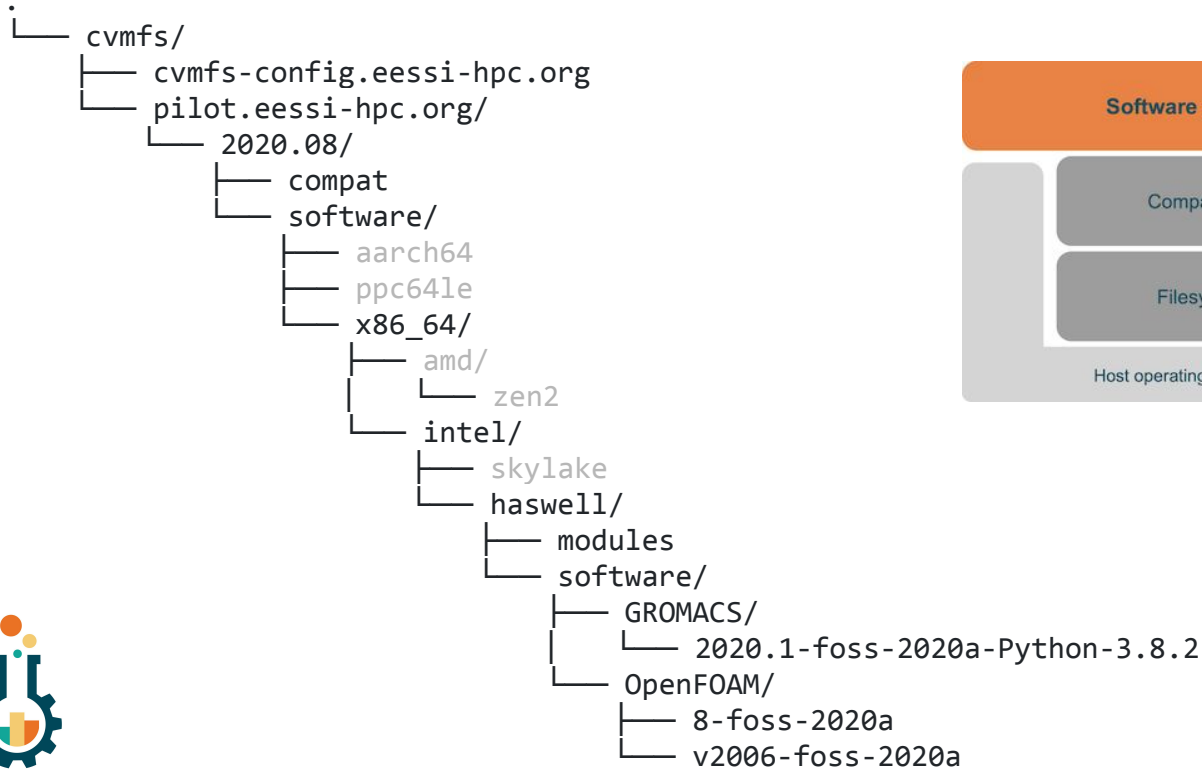 .
└── cvmfs/
    ├── cvmfs-config.eessi-hpc.org
    └── pilot.eessi-hpc.org/
        └── 2020.08/
            ├── compat
            └── software/
                ├── aarch64
                ├── ppc64le
                └── x86_64/
                    ├── amd/
                    │   └── zen2
                    └── intel/
                        ├── skylake
                        └── haswell/
                            ├── modules
                            └── software/
                                ├── GROMACS/
                                │   └── 2020.1-foss-2020a-Python-3.8.2
                                └── OpenFOAM/
                                    ├── 8-foss-2020a
                                    └── v2006-foss-2020a
Software
Compa
Filesy
Host operating